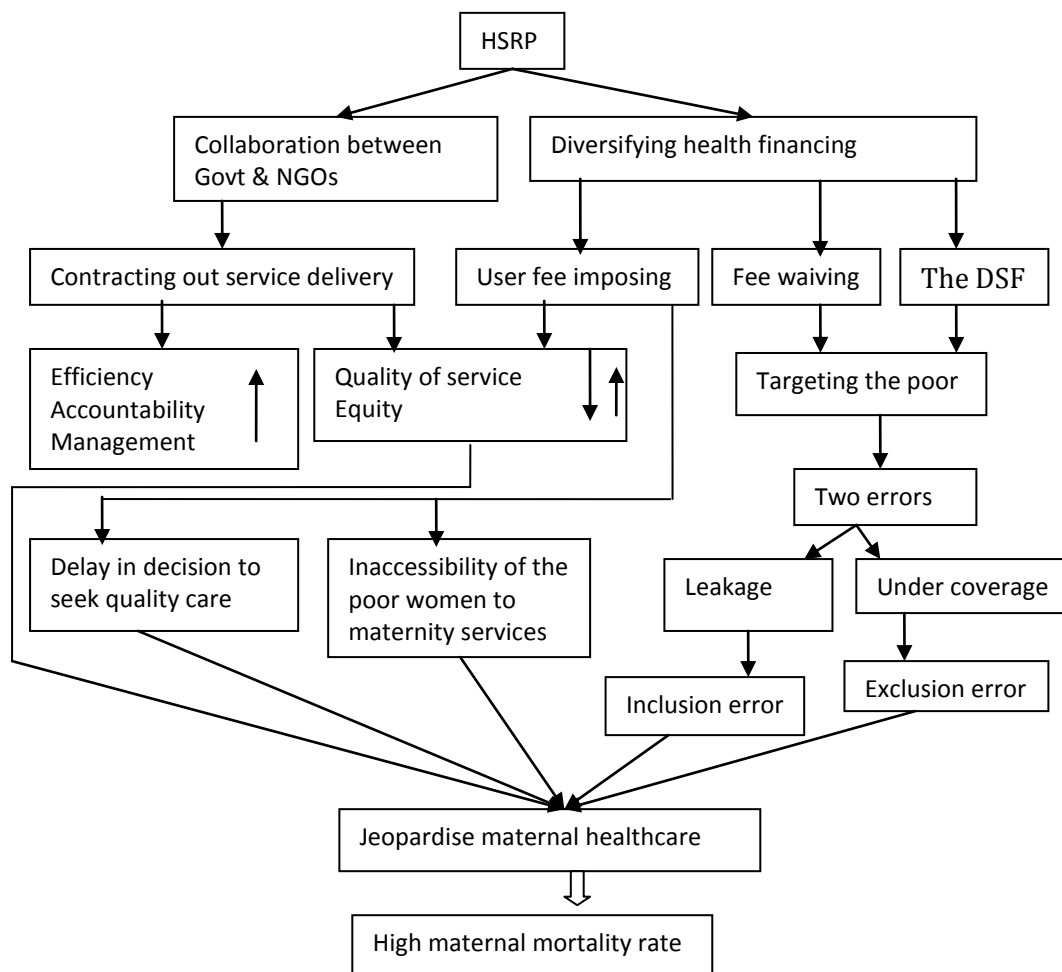 HSRP
Collaboration between
Govt & NGOs
Diversifying health financing
Contracting out service delivery
User fee imposing
Fee waiving
The DSF
Efficiency
Accountability
Management
Quality of service
Equity
Targeting the poor
Two errors
Delay in decision to
seek quality care
Inaccessibility of the
poor women to
maternity services
Leakage
Under coverage
Inclusion error
Exclusion error
Jeopardise maternal healthcare
High maternal mortality rate